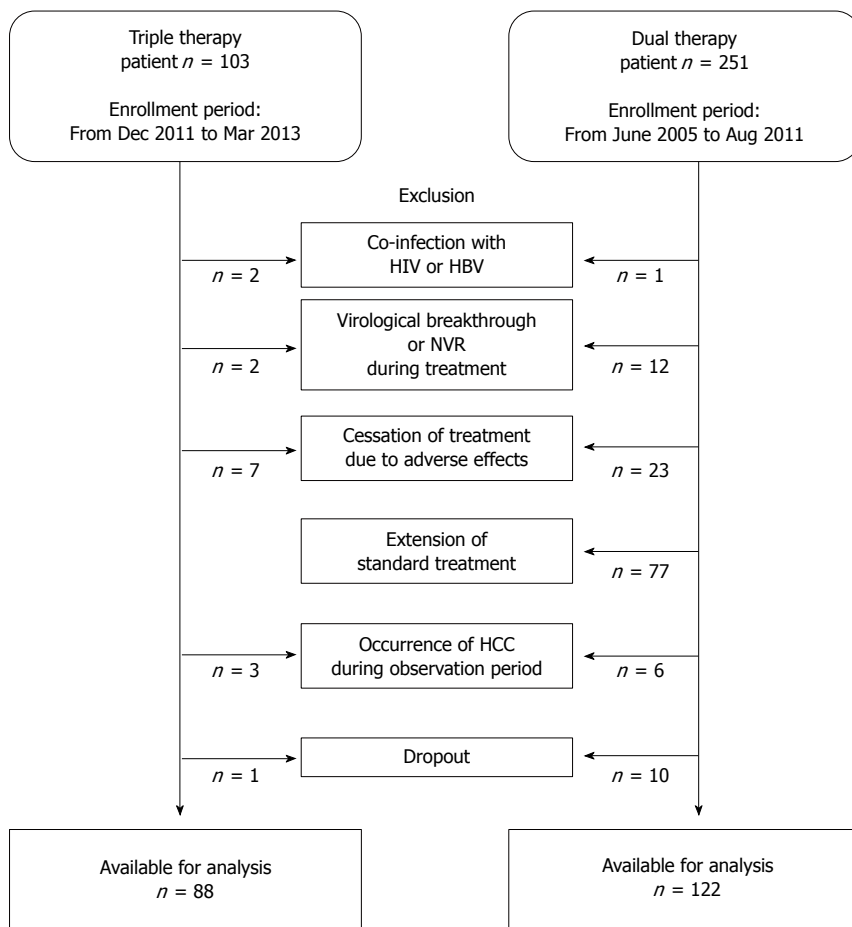 Triple therapy
patient n = 103
Enrollment period:
From Dec 2011 to Mar 2013
Dual therapy
patient n = 251
Enrollment period:
From June 2005 to Aug 2011
Exclusion
Co-infection with
HIV or HBV
n = 2
n = 1
Virological breakthrough
or NVR
during treatment
n = 2
n = 12
Cessation of treatment
due to adverse effects
n = 7
n = 23
Extension of
standard treatment
n = 77
Occurrence of HCC
during observation period
n = 3
n = 6
Dropout
n = 1
n = 10
Available for analysis
n = 88
Available for analysis
n = 122